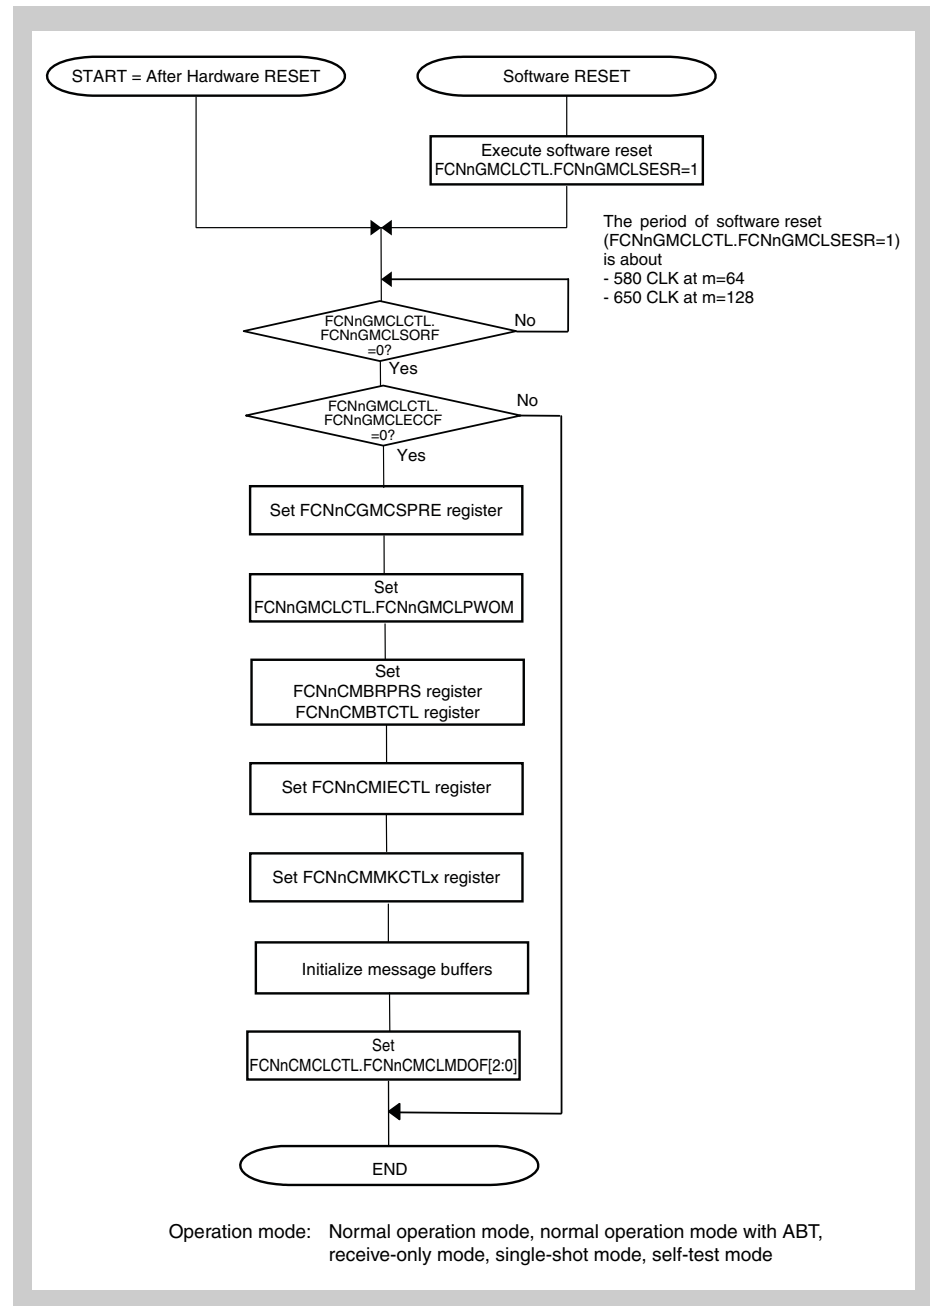 START = After Hardware RESET
Software RESET
Execute software reset
FCNnGMCLCTL.FCNnGMCLSESR=1
The period of software reset
(FCNnGMCLCTL.FCNnGMCLSESR=1)
is about
- 580 CLK at m=64
- 650 CLK at m=128
FCNnGMCLCTL.
FCNnGMCLSORF
=0?
No
Yes
FCNnGMCLCTL.
FCNnGMCLECCF
=0?
No
Yes
Set FCNnCGMCSPRE register
Set
FCNnGMCLCTL.FCNnGMCLPWOM
Set
FCNnCMBRPRS register
FCNnCMBTCTL register
Set FCNnCMIECTL register
Set FCNnCMMKCTLx register
Initialize message buffers
Set
FCNnCMCLCTL.FCNnCMCLMDOF[2:0]
END
Operation mode: Normal operation mode, normal operation mode with ABT,
receive-only mode, single-shot mode, self-test mode